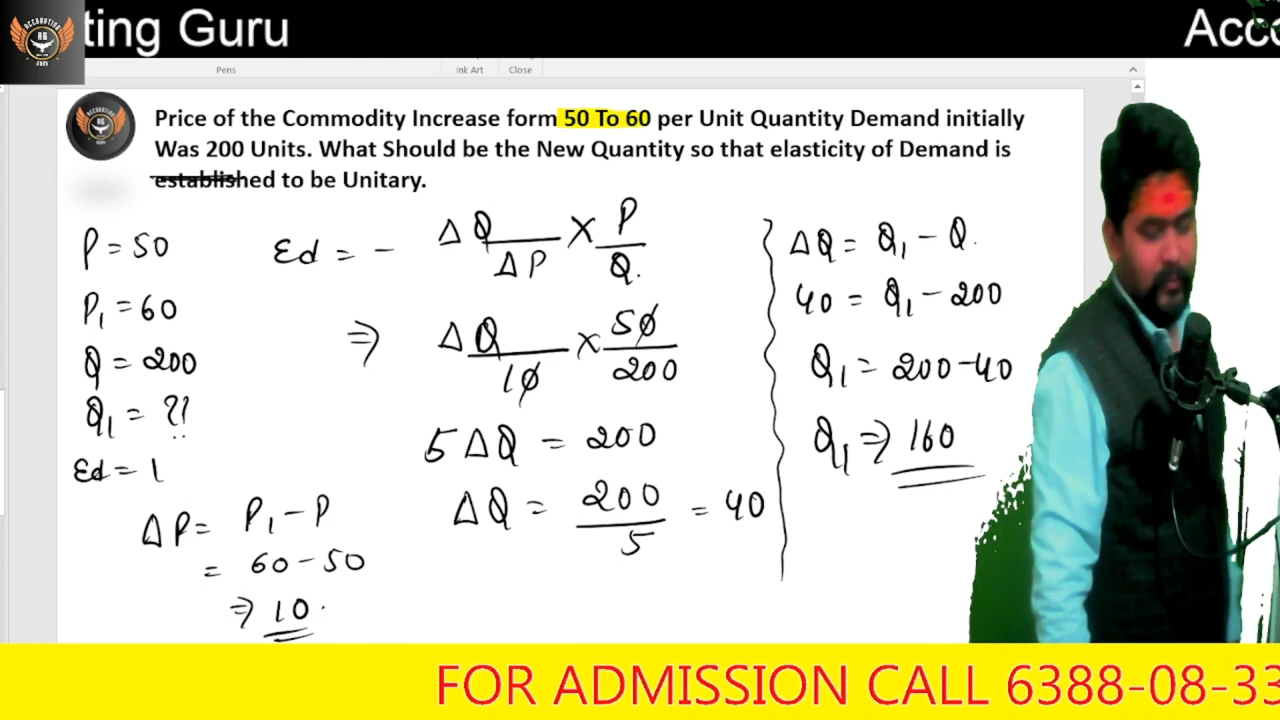 ting Guru
Acco
Pens
Ink Art
Close
Price of the Commodity Increase form 50 To 60 per Unit Quantity Demand initially
Was 200 Units. What Should be the New Quantity so that elasticity of Demand is
established to be Unitary.
P = 50
P₁ = 60
Q = 200
Q₁ = ??
Ed = 1
ΔP = P₁ - P
= 60 - 50
⇒ 10
Ed = - ΔQ/ΔP × P/Q
⇒ ΔQ/10 × 50/200
5ΔQ = 200
ΔQ = 200/5 = 40
ΔQ = Q₁ - Q
40 = Q₁ - 200
Q₁ = 200 - 40
Q₁ ⇒ 160
FOR ADMISSION CALL 6388-08-33